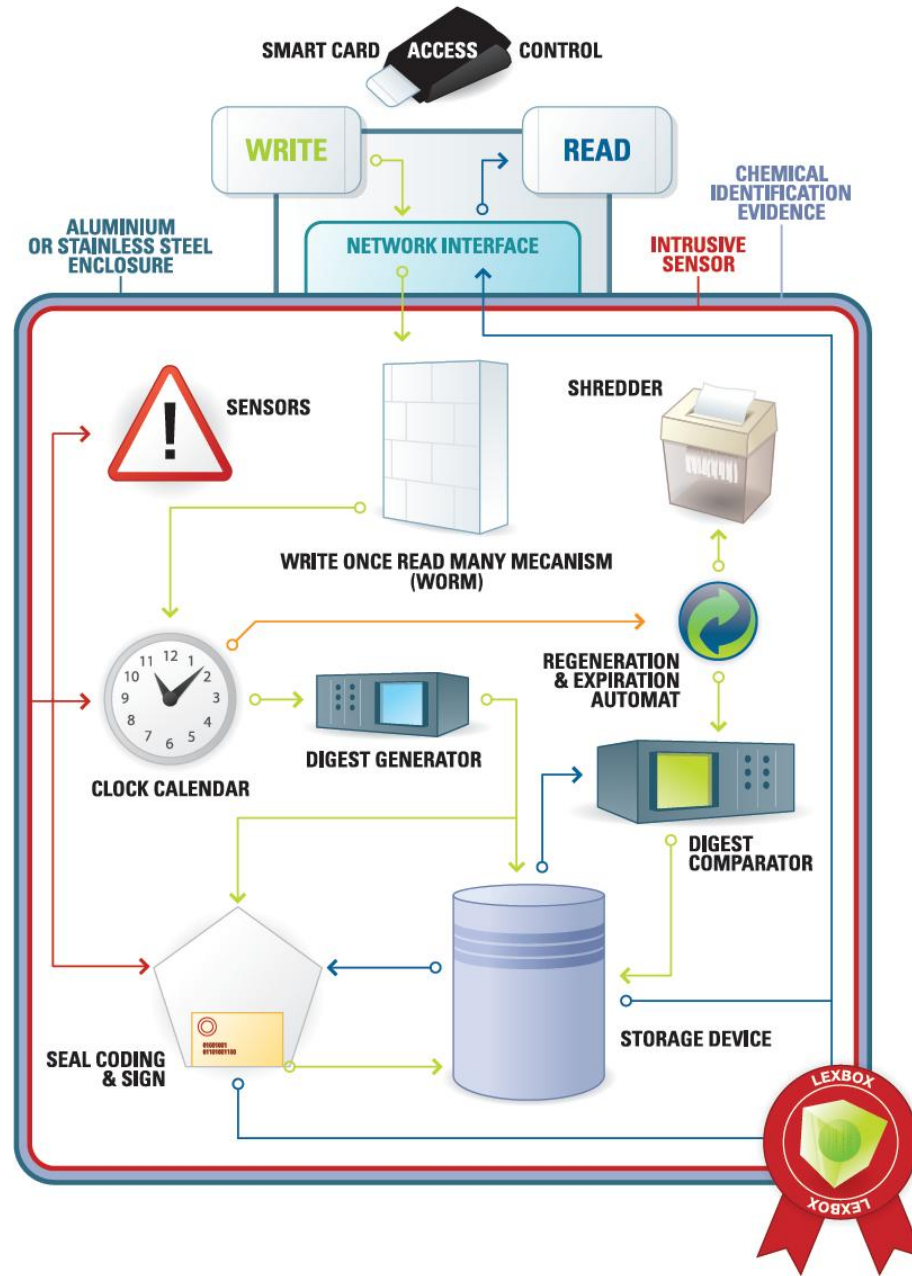 SMART CARD ACCESS CONTROL
WRITE
READ
CHEMICAL
IDENTIFICATION
EVIDENCE
ALUMINIUM
OR STAINLESS STEEL
ENCLOSURE
NETWORK INTERFACE
INTRUSIVE
SENSOR
SENSORS
SHREDDER
WRITE ONCE READ MANY MECANISM
(WORM)
REGENERATION
& EXPIRATION
AUTOMAT
12
1
2
3
4
5
6
7
8
9
10
11
CLOCK CALENDAR
DIGEST GENERATOR
DIGEST
COMPARATOR
SEAL CODING
& SIGN
STORAGE DEVICE
LEXBOX
LEXBOX